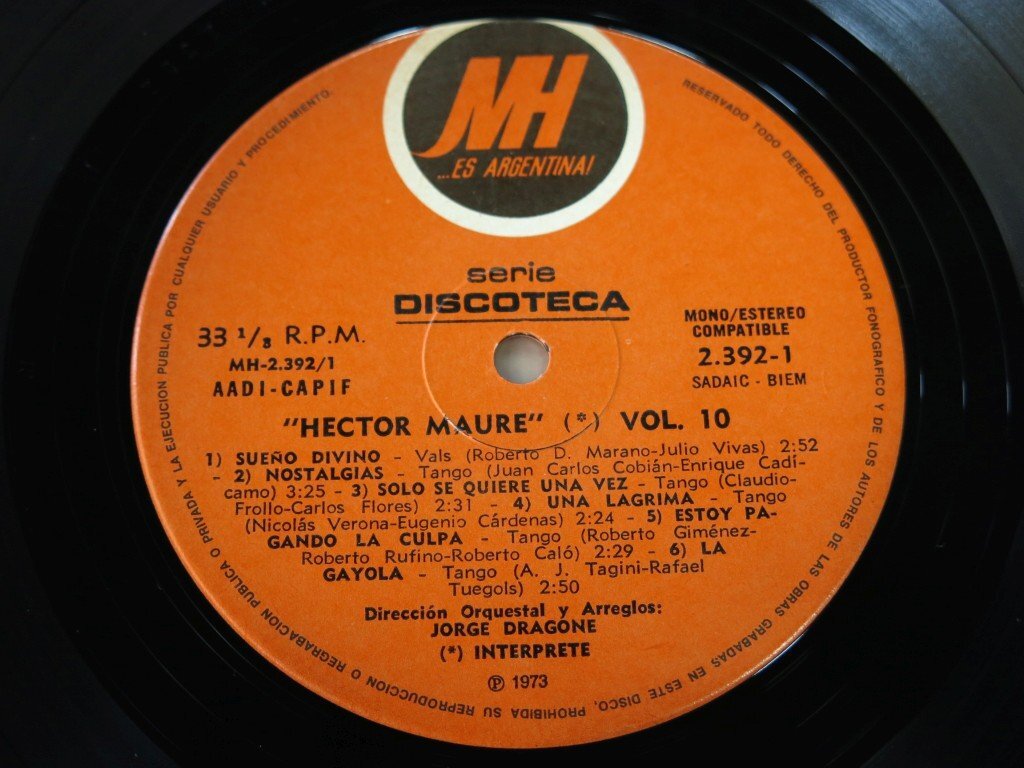 MH
...ES ARGENTINA!
serie
DISCOTECA
33 1/3 R.P.M.
MH-2.392/1
AADI-CAPIF
MONO/ESTEREO
COMPATIBLE
2.392-1
SADAIC - BIEM
"HECTOR MAURE" (*) VOL. 10
1) SUEÑO DIVINO - Vals (Roberto D. Marano-Julio Vivas) 2:52
- 2) NOSTALGIAS - Tango (Juan Carlos Cobián-Enrique Cadí-
camo) 3:25 - 3) SOLO SE QUIERE UNA VEZ - Tango (Claudio-
Frollo-Carlos Flores) 2:31 - 4) UNA LAGRIMA - Tango
(Nicolás Verona-Eugenio Cárdenas) 2:24 - 5) ESTOY PA-
GANDO LA CULPA - Tango (Roberto Giménez-
Roberto Rufino-Roberto Caló) 2:29 - 6) LA
GAYOLA - Tango (A. J. Tagini-Rafael
Tuegols) 2:50
Dirección Orquestal y Arreglos:
JORGE DRAGONE
(*) INTERPRETE
℗ 1973
RESERVADO TODO DERECHO DEL PRODUCTOR FONOGRAFICO Y DE LOS AUTORES DE LAS OBRAS GRABADAS EN ESTE DISCO. PROHIBIDA SU REPRODUCCION O REGRABACION PUBLICA O PRIVADA Y LA EJECUCION PUBLICA POR CUALQUIER USUARIO Y PROCEDIMIENTO.